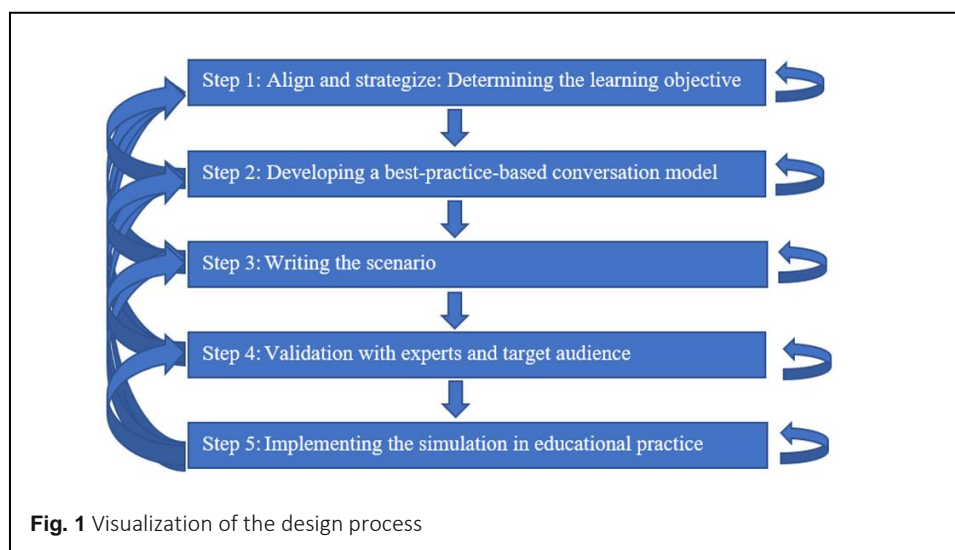 Step 1: Align and strategize: Determining the learning objective
Step 2: Developing a best-practice-based conversation model
Step 3: Writing the scenario
Step 4: Validation with experts and target audience
Step 5: Implementing the simulation in educational practice
Fig. 1 Visualization of the design process